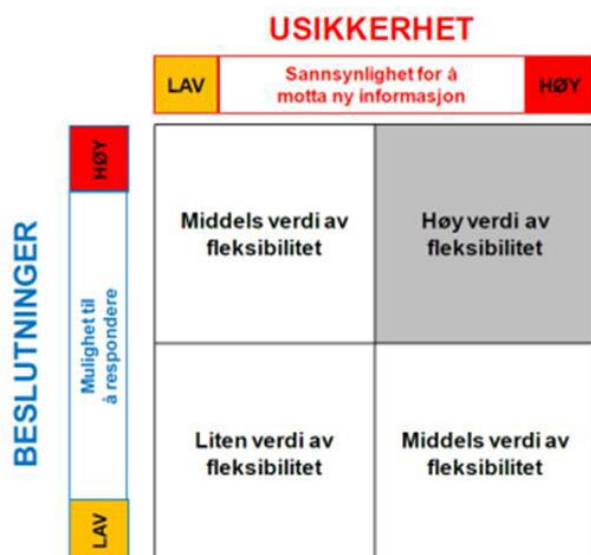 USIKKERHET
LAV
Sannsynlighet for å
motta ny informasjon
HØY
BESLUTNINGER
HØY
Mulighet til
å respondere
LAV
Middels verdi av
fleksibilitet
Høy verdi av
fleksibilitet
Liten verdi av
fleksibilitet
Middels verdi av
fleksibilitet